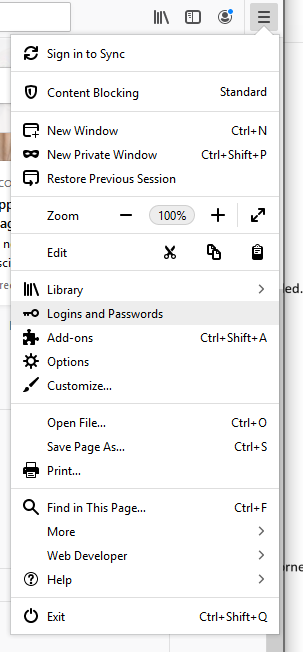 Sign in to Sync
Content Blocking Standard
New Window Ctrl+N
New Private Window Ctrl+Shift+P
Restore Previous Session
Zoom 100%
Edit
Library
Logins and Passwords
Add-ons Ctrl+Shift+A
Options
Customize...
Open File... Ctrl+O
Save Page As... Ctrl+S
Print...
Find in This Page... Ctrl+F
More
Web Developer
Help
Exit Ctrl+Shift+Q